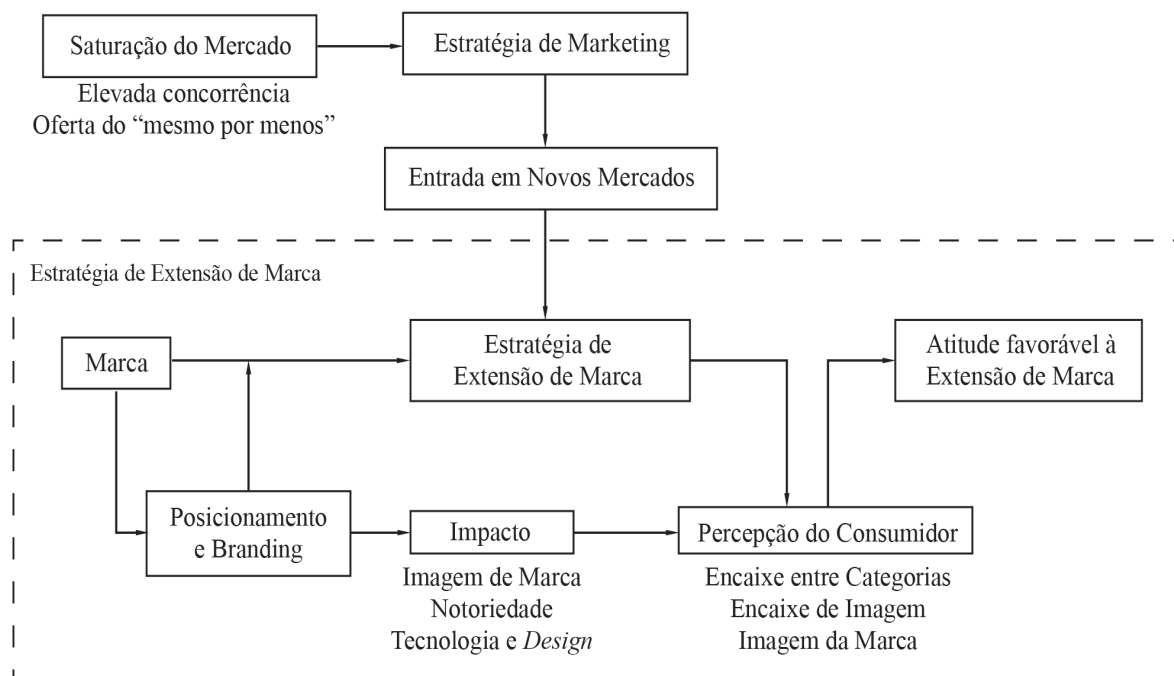 Saturação do Mercado
Elevada concorrência
Oferta do “mesmo por menos”
Estratégia de Marketing
Entrada em Novos Mercados
Estratégia de Extensão de Marca
Marca
Estratégia de
Extensão de Marca
Atitude favorável à
Extensão de Marca
Posicionamento
e Branding
Impacto
Imagem de Marca
Notoriedade
Tecnologia e Design
Percepção do Consumidor
Encaixe entre Categorias
Encaixe de Imagem
Imagem da Marca